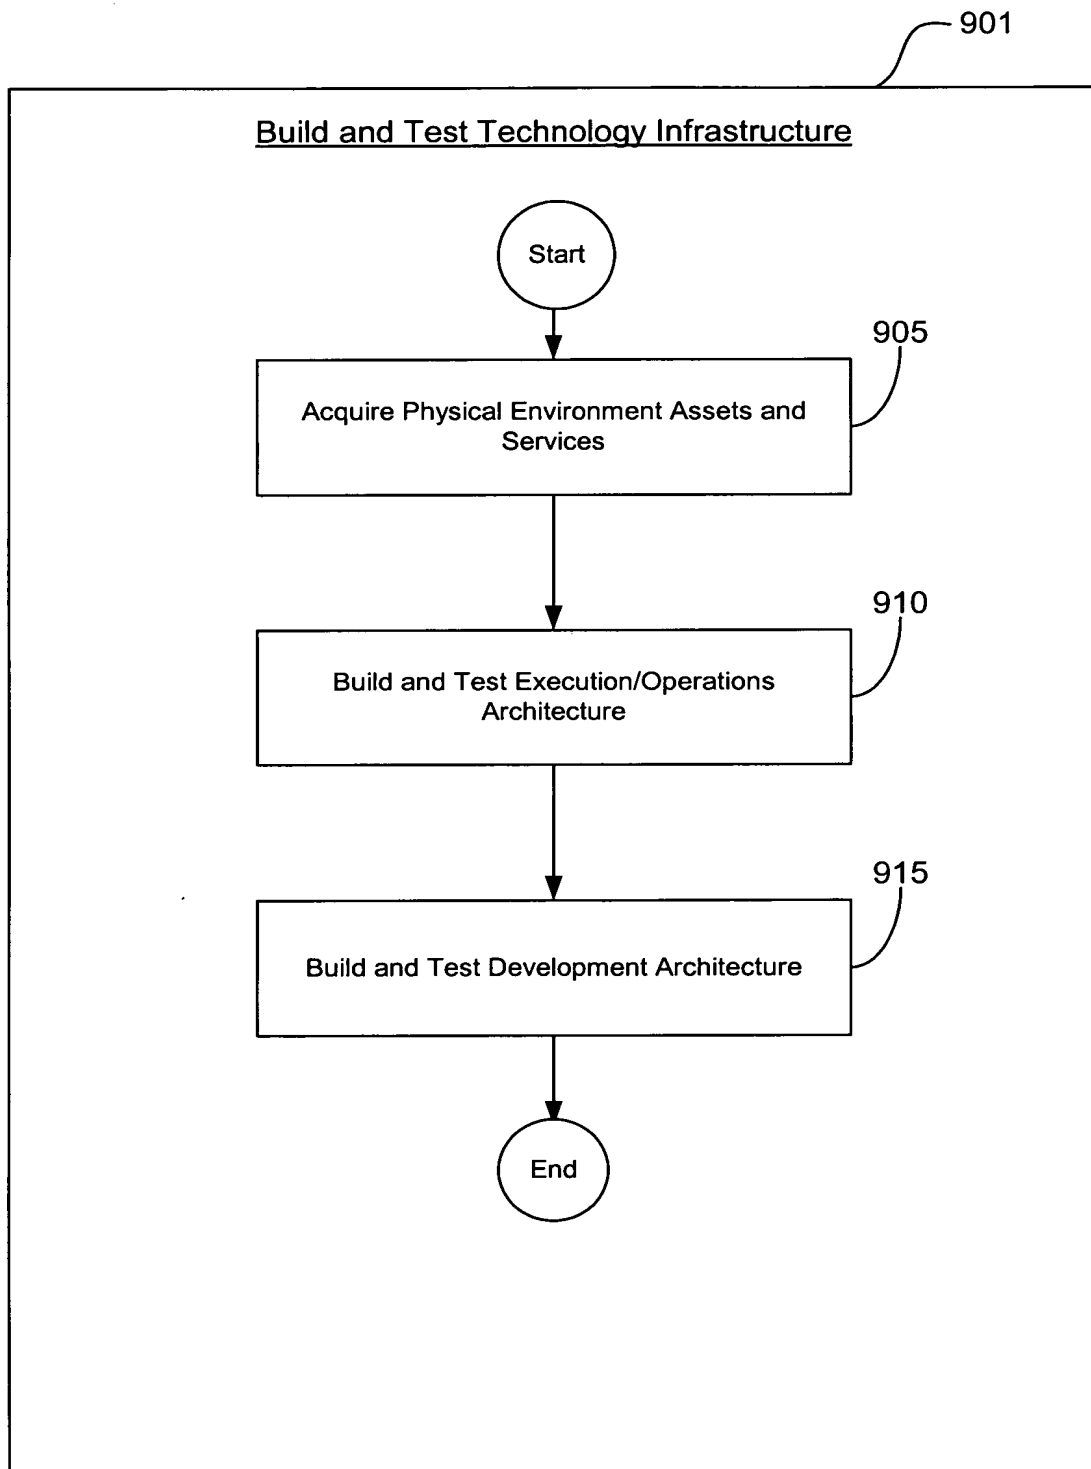 901
Build and Test Technology Infrastructure
Start
905
Acquire Physical Environment Assets and
Services
910
Build and Test Execution/Operations
Architecture
915
Build and Test Development Architecture
End